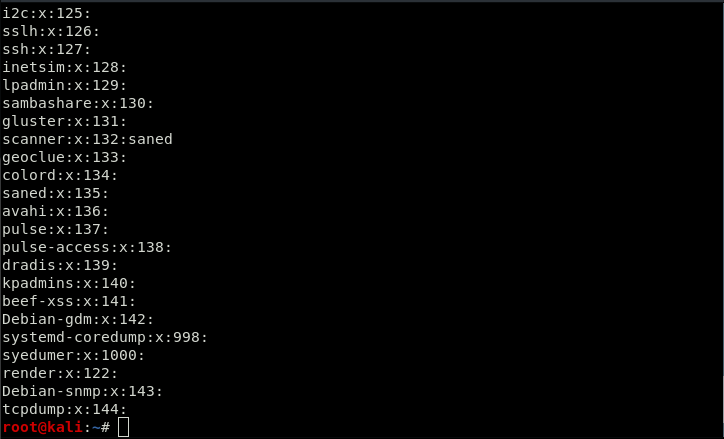 i2c:x:125:
sslh:x:126:
ssh:x:127:
inetsim:x:128:
lpadmin:x:129:
sambashare:x:130:
gluster:x:131:
scanner:x:132:saned
geoclue:x:133:
colord:x:134:
saned:x:135:
avahi:x:136:
pulse:x:137:
pulse-access:x:138:
dradis:x:139:
kpadmins:x:140:
beef-xss:x:141:
Debian-gdm:x:142:
systemd-coredump:x:998:
syedumer:x:1000:
render:x:122:
Debian-snmp:x:143:
tcpdump:x:144:
root@kali:~#